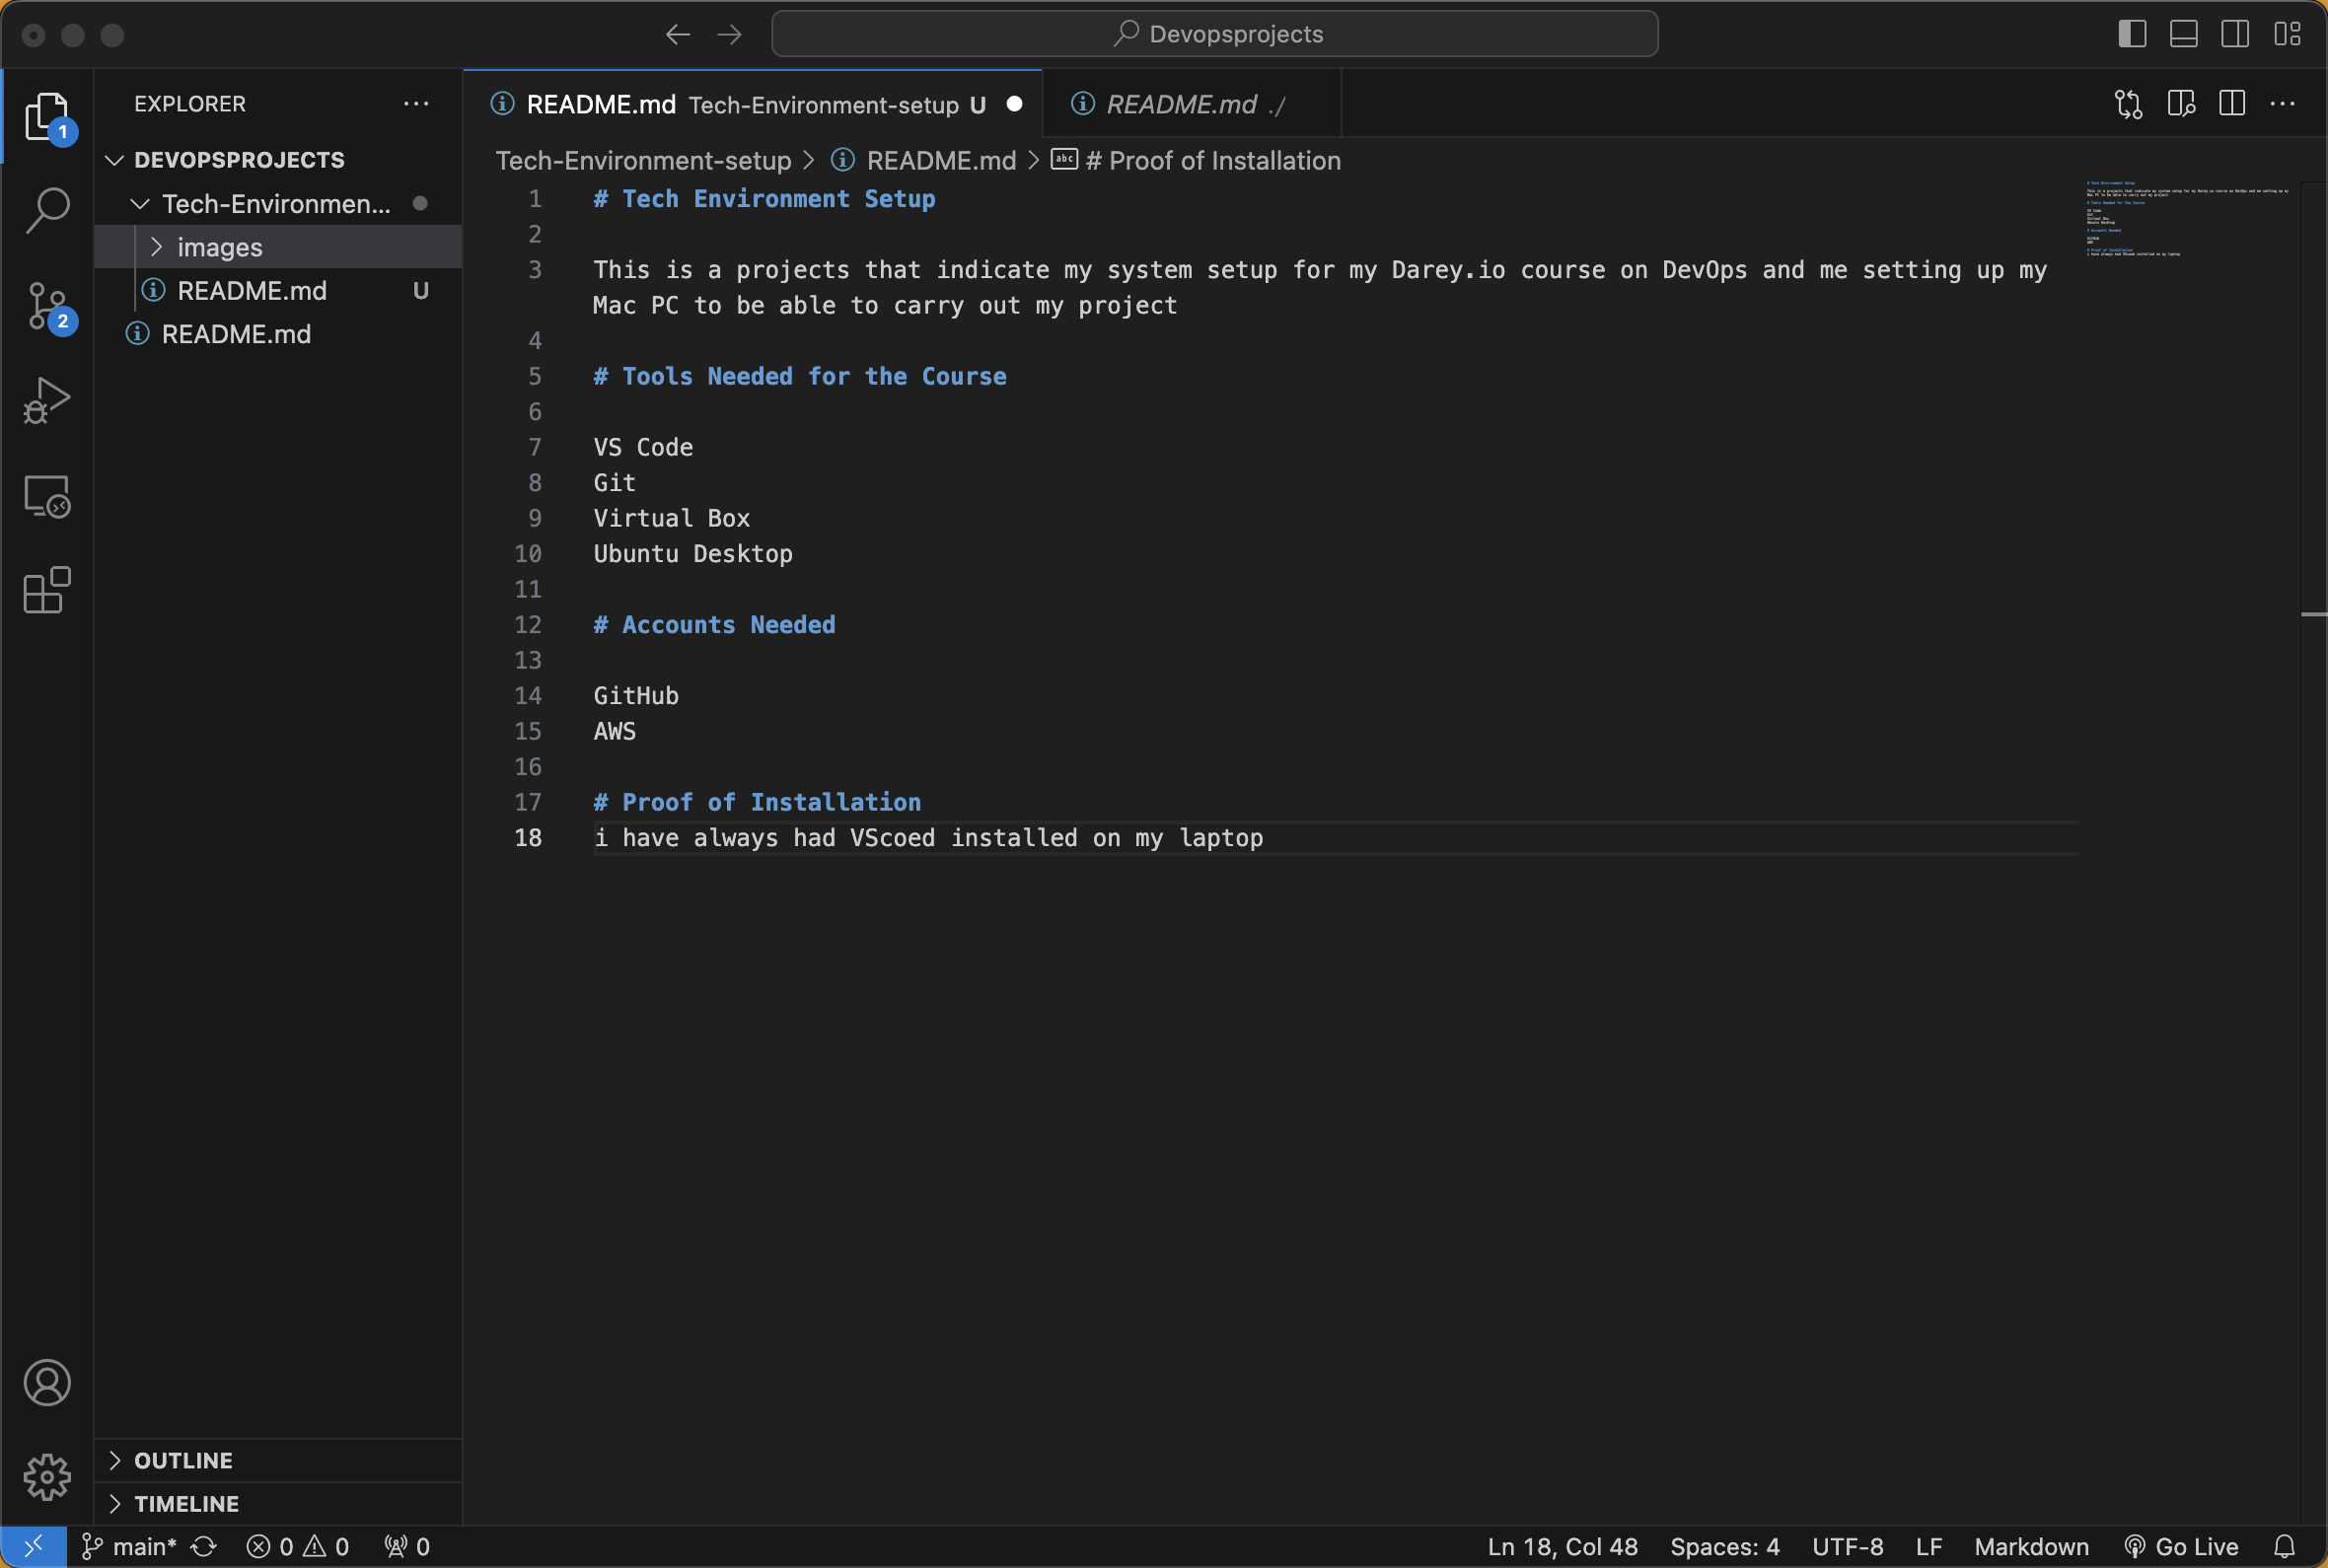 Devopsprojects
EXPLORER
1
DEVOPSPROJECTS
Tech-Environmen...
images
README.md U
README.md
2
README.md Tech-Environment-setup U
README.md ./
Tech-Environment-setup > README.md > abc # Proof of Installation
1 # Tech Environment Setup
2
3 This is a projects that indicate my system setup for my Darey.io course on DevOps and me setting up my
Mac PC to be able to carry out my project
4
5 # Tools Needed for the Course
6
7 VS Code
8 Git
9 Virtual Box
10 Ubuntu Desktop
11
12 # Accounts Needed
13
14 GitHub
15 AWS
16
17 # Proof of Installation
18 i have always had VScoed installed on my laptop
OUTLINE
TIMELINE
main* 0 0 0
Ln 18, Col 48 Spaces: 4 UTF-8 LF Markdown Go Live